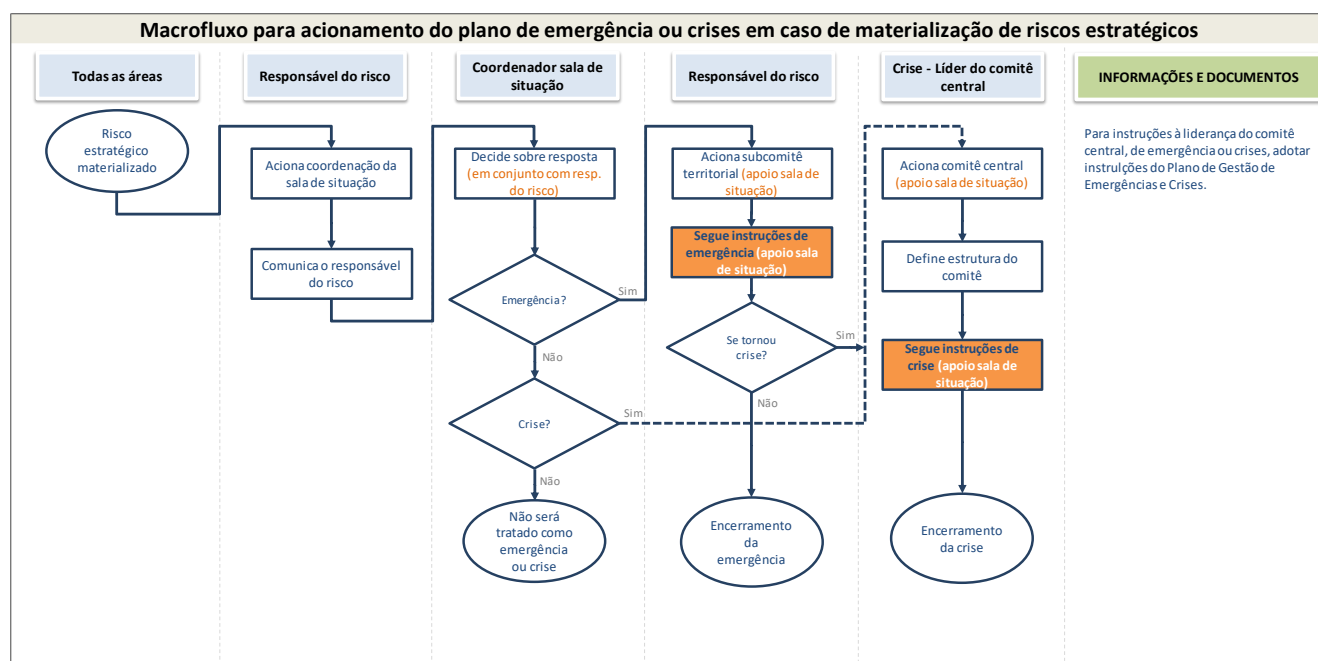 Macrofluxo para acionamento do plano de emergência ou crises em caso de materialização de riscos estratégicos
Todas as áreas
Responsável do risco
Coordenador sala de
situação
Responsável do risco
Crise - Líder do comitê
central
INFORMAÇÕES E DOCUMENTOS
Risco
estratégico
materializado
Aciona coordenação da
sala de situação
Comunica o responsável
do risco
Decide sobre resposta
(em conjunto com resp.
do risco)
Emergência?
Sim
Não
Crise?
Sim
Não
Não será
tratado como
emergência
ou crise
Aciona subcomitê
territorial (apoio sala de
situação)
Segue instruções de
emergência (apoio sala
de situação)
Se tornou
crise?
Sim
Não
Encerramento
da
emergência
Aciona comitê central
(apoio sala de situação)
Define estrutura do
comitê
Segue instruções de
crise (apoio sala de
situação)
Encerramento
da crise
Para instruções à liderança do comitê
central, de emergência ou crises, adotar
instrulções do Plano de Gestão de
Emergências e Crises.